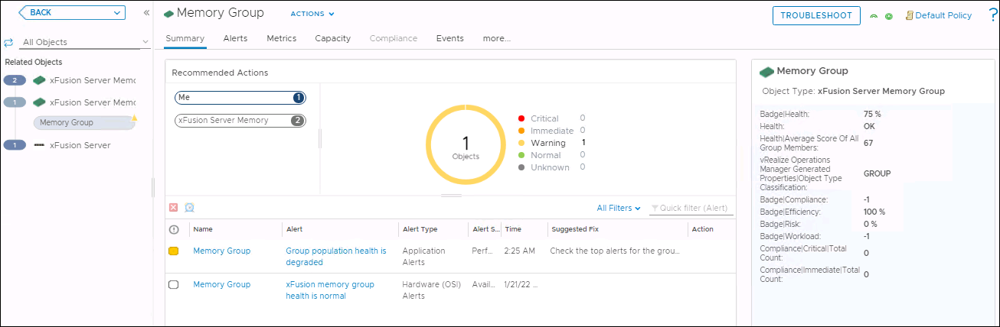 BACK
«
Memory Group
ACTIONS
TROUBLESHOOT
Default Policy
?
All Objects
Summary
Alerts
Metrics
Capacity
Compliance
Events
more...
Related Objects
2
xFusion Server Memo
1
xFusion Server Memo
Memory Group
1
xFusion Server
Recommended Actions
Me
1
xFusion Server Memory
2
1
Objects
Critical 0
Immediate 0
Warning 1
Normal 0
Unknown 0
All Filters
Quick filter (Alert)
Name
Alert
Alert Type
Alert S...
Time
Suggested Fix
Action
Memory Group
Group population health is
degraded
Application
Alerts
Perf...
2:25 AM
Check the top alerts for the grou...
Memory Group
xFusion memory group
health is normal
Hardware (OSI)
Alerts
Avail...
1/21/22 ...
Memory Group
Object Type: xFusion Server Memory Group
Badge|Health: 75 %
Health: OK
Health|Average Score Of All
Group Members:
67
vRealize Operations
Manager Generated
Properties|Object Type
Classification:
GROUP
Badge|Compliance: -1
Badge|Efficiency: 100 %
Badge|Risk: 0 %
Badge|Workload: -1
Compliance|Critical|Total
Count:
0
Compliance|Immediate|Total
Count:
0